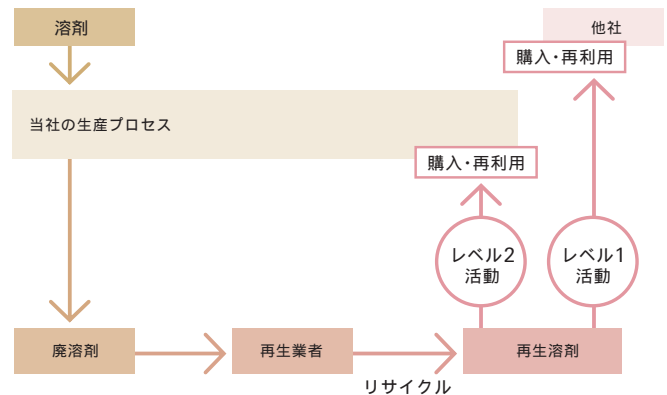 溶剤
他社
購入・再利用
当社の生産プロセス
購入・再利用
レベル2
活動
レベル1
活動
廃溶剤
再生業者
再生溶剤
リサイクル